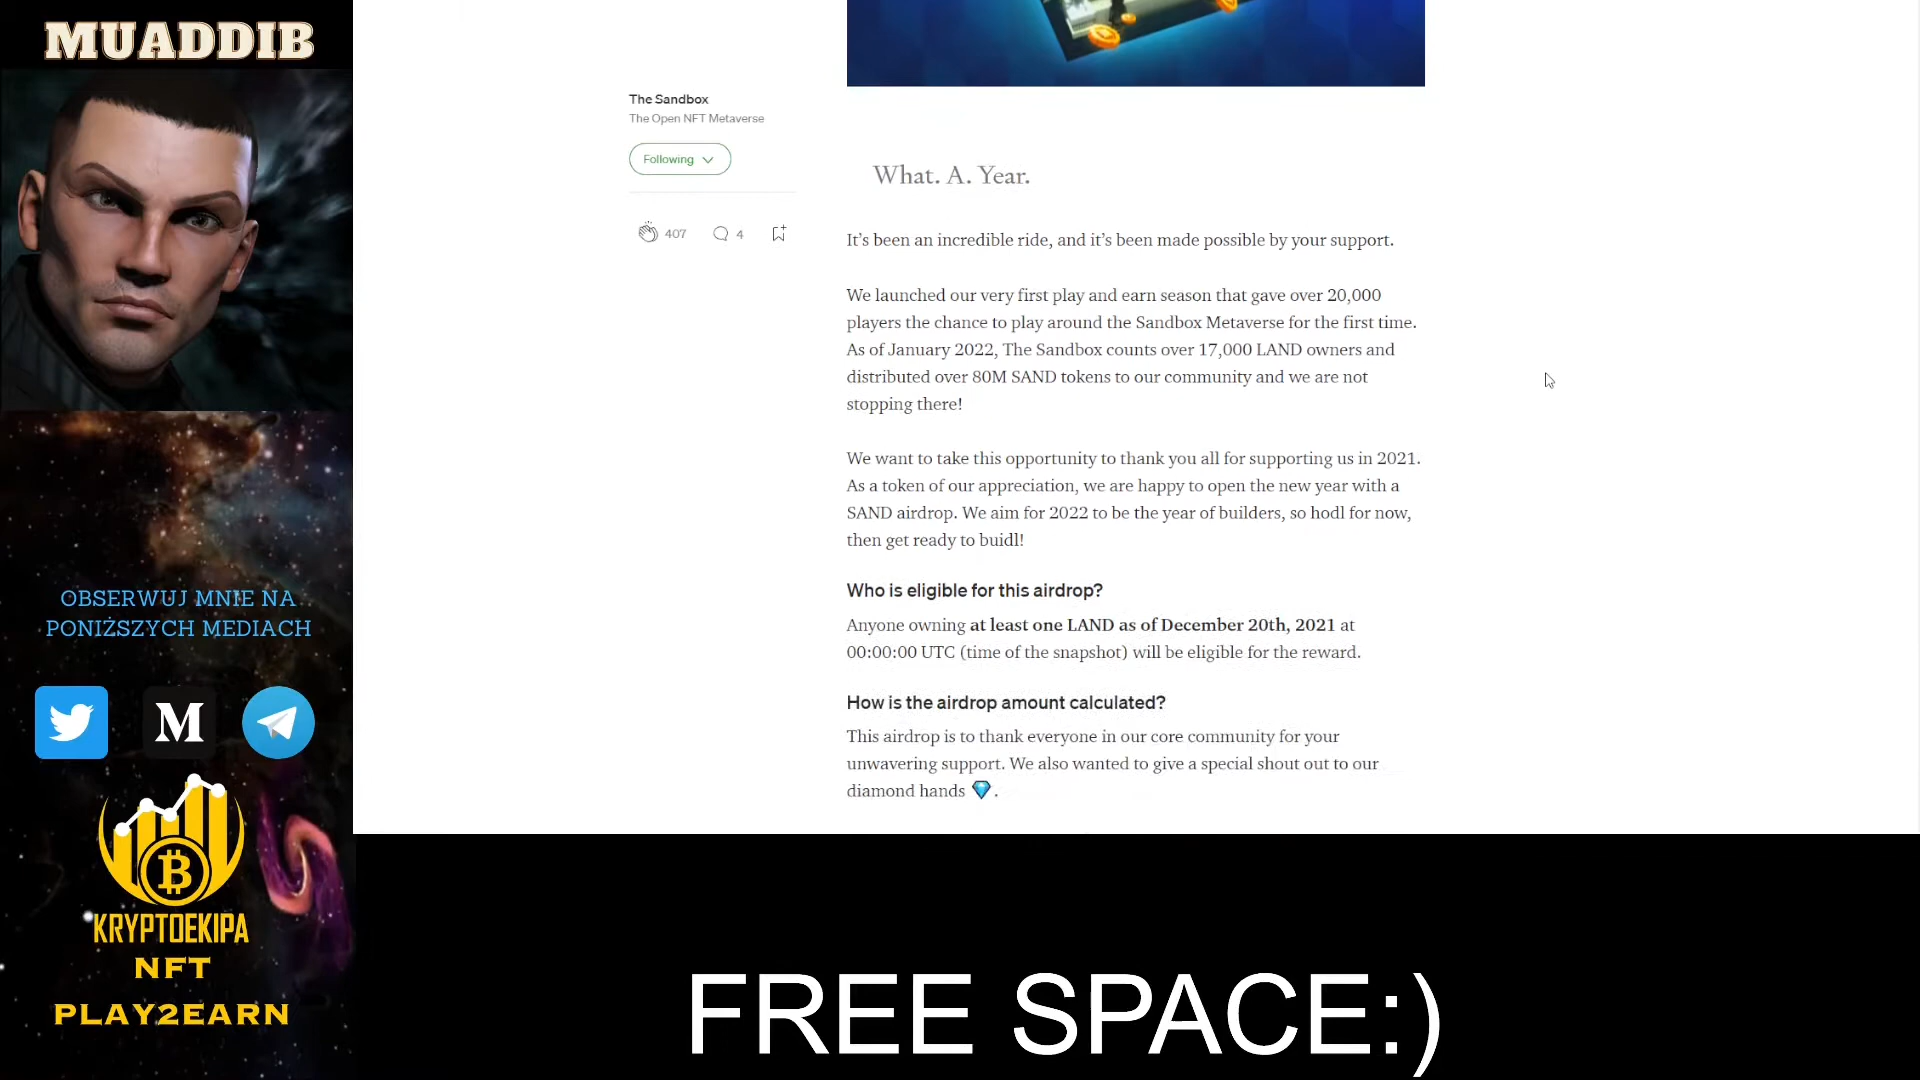 MUADDIB
The Sandbox
The Open NFT Metaverse
Following
407
4
What. A. Year.
It's been an incredible ride, and it's been made possible by your support.
We launched our very first play and earn season that gave over 20,000
players the chance to play around the Sandbox Metaverse for the first time.
As of January 2022, The Sandbox counts over 17,000 LAND owners and
distributed over 80M SAND tokens to our community and we are not
stopping there!
We want to take this opportunity to thank you all for supporting us in 2021.
As a token of our appreciation, we are happy to open the new year with a
SAND airdrop. We aim for 2022 to be the year of builders, so hodl for now,
then get ready to buidl!
Who is eligible for this airdrop?
Anyone owning at least one LAND as of December 20th, 2021 at
00:00:00 UTC (time of the snapshot) will be eligible for the reward.
How is the airdrop amount calculated?
This airdrop is to thank everyone in our core community for your
unwavering support. We also wanted to give a special shout out to our
diamond hands 💎.
OBSERWUJ MNIE NA
PONIŻSZYCH MEDIACH
M
KRYPTOEKIPA
NFT
PLAY2EARN
FREE SPACE:)